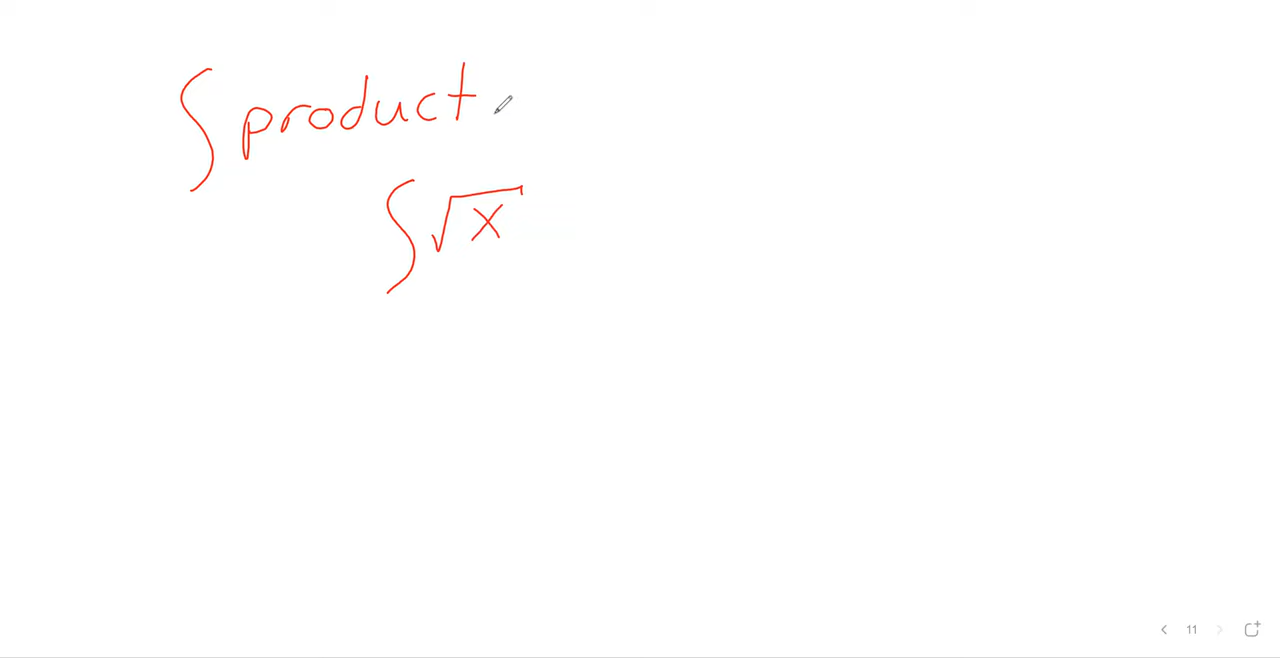 ∫ product
∫ √x
11